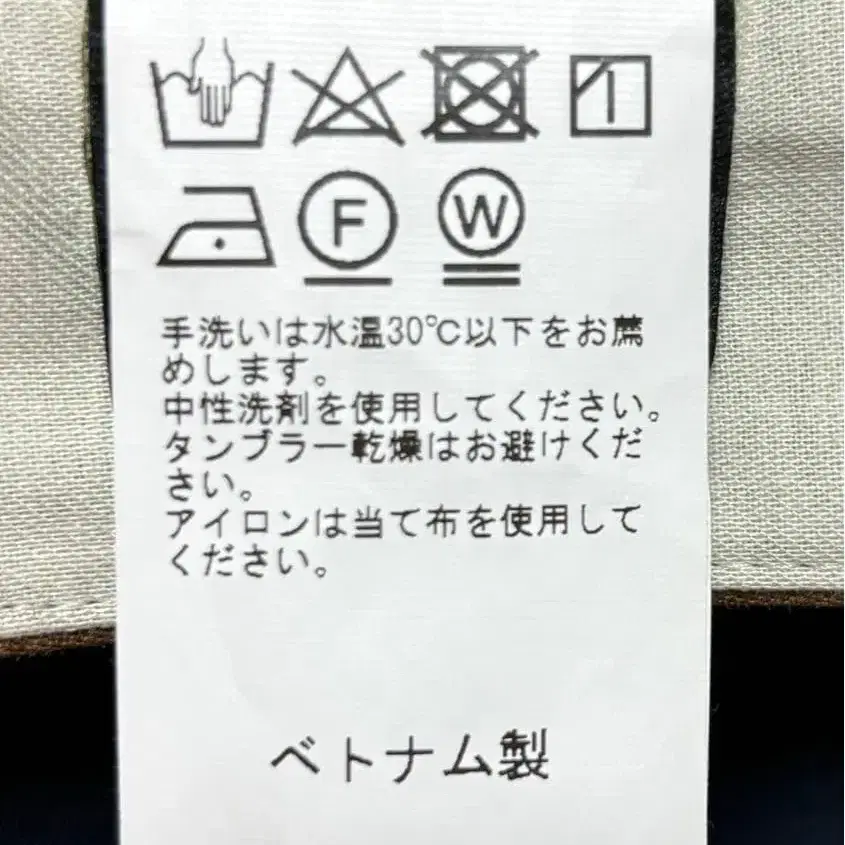 F W
手洗いは水温30℃以下をお薦
めします。
中性洗剤を使用してください。
タンブラー乾燥はお避けくだ
さい。
アイロンは当て布を使用して
ください。
ベトナム製